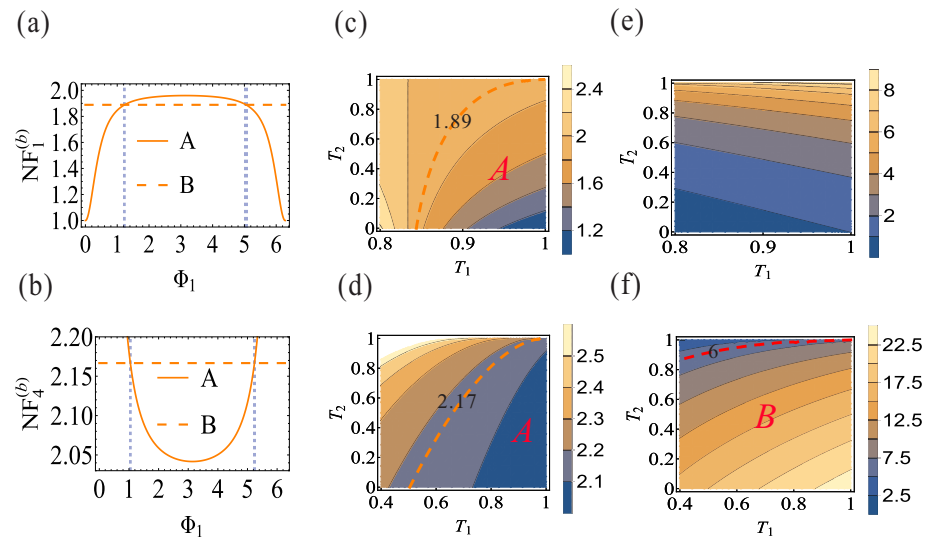 (a)
NF₁⁽ᵇ⁾
2.0
1.8
1.6
1.4
1.2
1.0
A
B
0 1 2 3 4 5 6
Φ₁
(c)
T₂
1
0.8
0.6
0.4
0.2
0
1.89
A
0.8 0.9 1
T₁
2.4
2
1.6
1.2
(e)
T₂
1
0.8
0.6
0.4
0.2
0
0.8 0.9 1
T₁
8
6
4
2
(b)
NF₄⁽ᵇ⁾
2.20
2.15
2.10
2.05
A
B
0 1 2 3 4 5 6
Φ₁
(d)
T₂
1
0.8
0.6
0.4
0.2
0
2.17
A
0.4 0.6 0.8 1
T₁
2.5
2.4
2.3
2.2
2.1
(f)
T₂
1
0.8
0.6
0.4
0.2
0
6
B
0.4 0.6 0.8 1
T₁
22.5
17.5
12.5
7.5
2.5